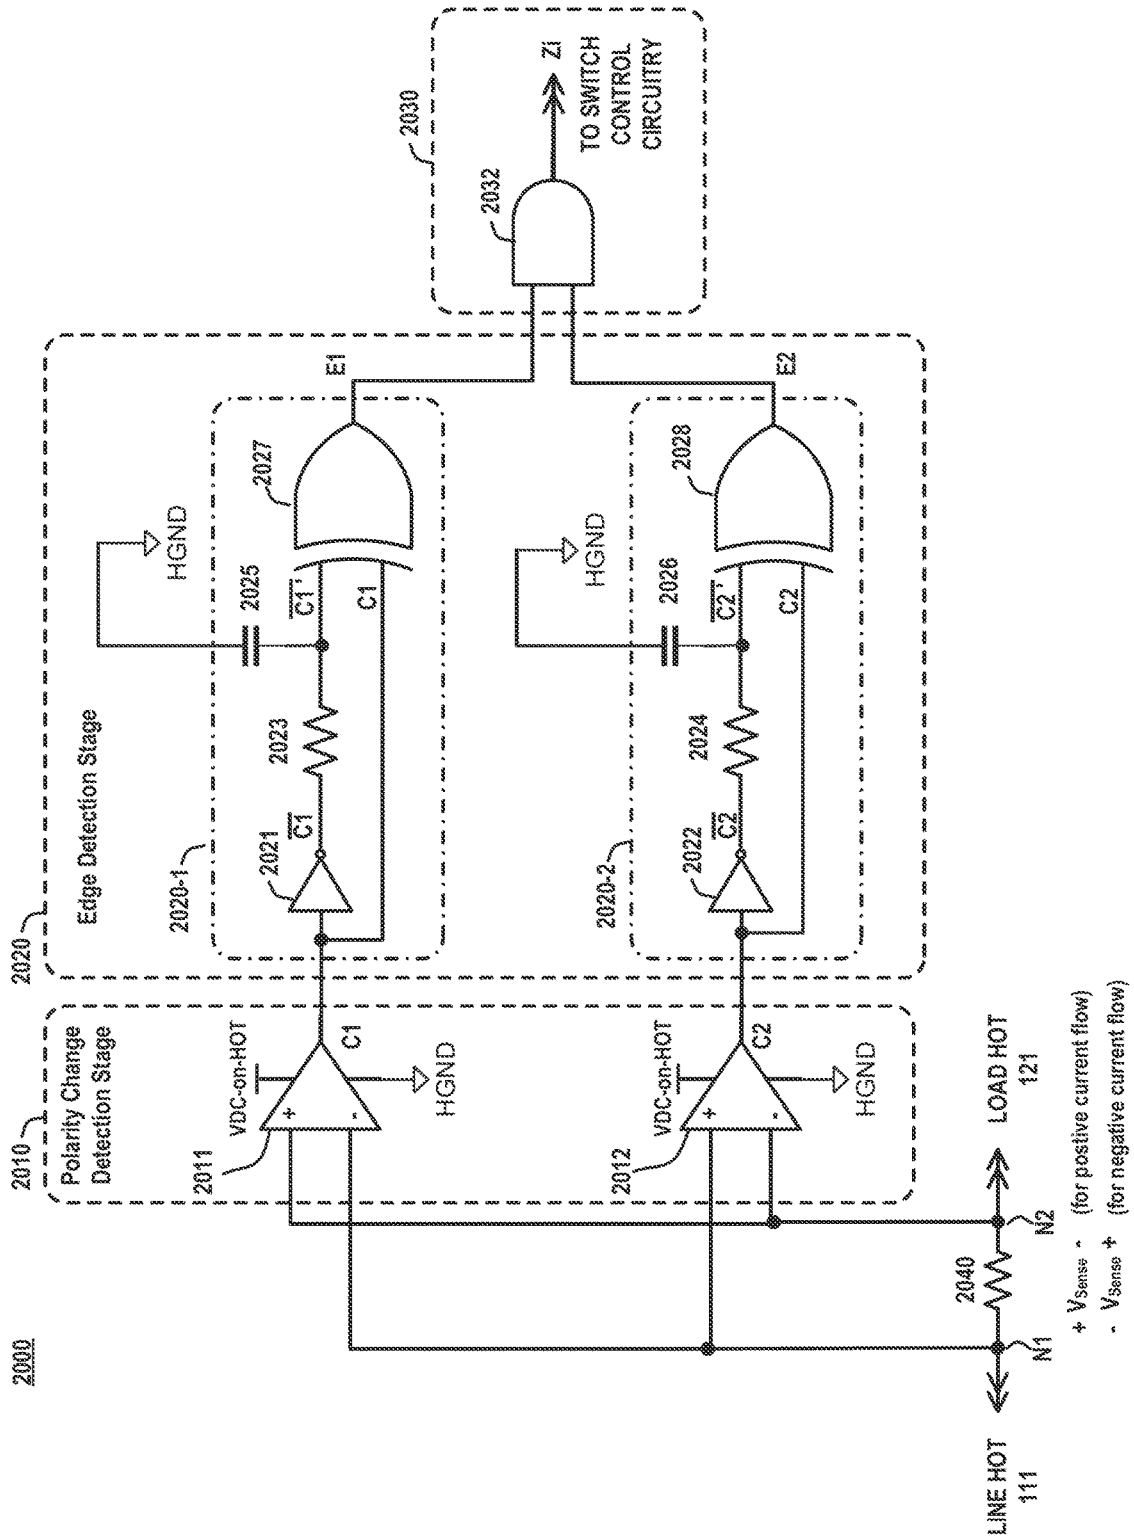 2000
2010
Polarity Change
Detection Stage
2011
+
-
VDC-on-HOT
HGND
C1
2012
+
-
VDC-on-HOT
HGND
C2
2020
Edge Detection Stage
2020-1
2021
C1
2023
2025
HGND
C1'
C1
2027
E1
2020-2
2022
C2
2024
2026
HGND
C2'
C2
2028
E2
2030
2032
Zi
TO SWITCH
CONTROL
CIRCUITRY
LINE HOT
111
N1
2040
N2
LOAD HOT
121
+ VSense - (for postive current flow)
- VSense + (for negative current flow)